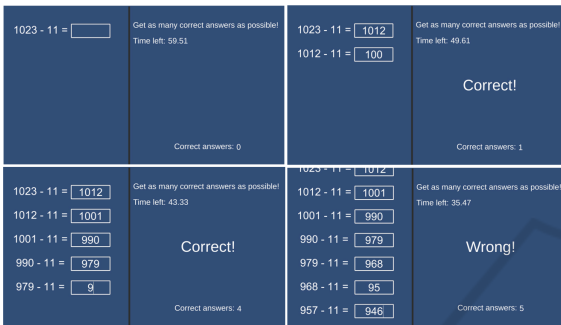 1023 - 11 =
Get as many correct answers as possible!
Time left: 59.51
Correct answers: 0
1023 - 11 = 1012
1012 - 11 = 100
Get as many correct answers as possible!
Time left: 49.61
Correct!
Correct answers: 1
1023 - 11 = 1012
1012 - 11 = 1001
1001 - 11 = 990
990 - 11 = 979
979 - 11 = 9
Get as many correct answers as possible!
Time left: 43.33
Correct!
Correct answers: 4
1023 - 11 = 1012
1012 - 11 = 1001
1001 - 11 = 990
990 - 11 = 979
979 - 11 = 968
968 - 11 = 95
957 - 11 = 946
Get as many correct answers as possible!
Time left: 35.47
Wrong!
Correct answers: 5